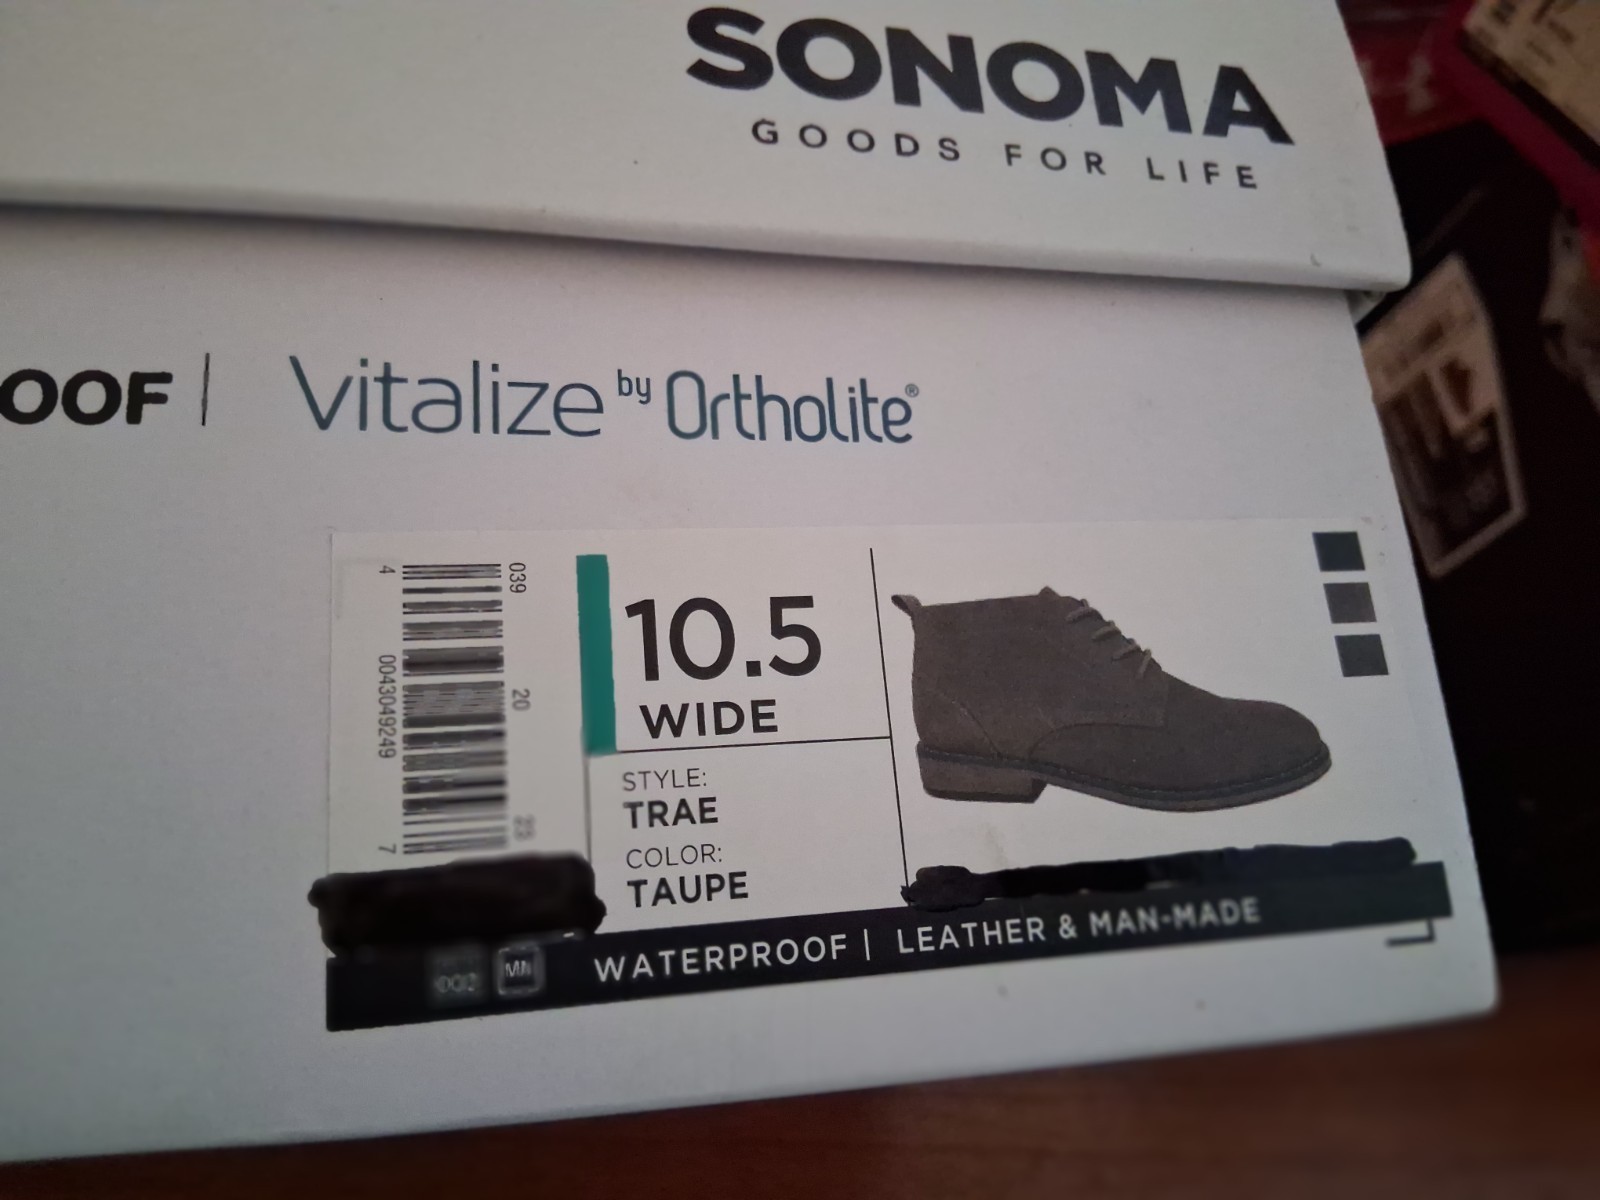 SONOMA
GOODS FOR LIFE
OOF | Vitalize by Ortholite®
4 0043049249 7
039 20
10.5
WIDE
STYLE:
TRAE
COLOR:
TAUPE
MN
WATERPROOF | LEATHER & MAN-MADE